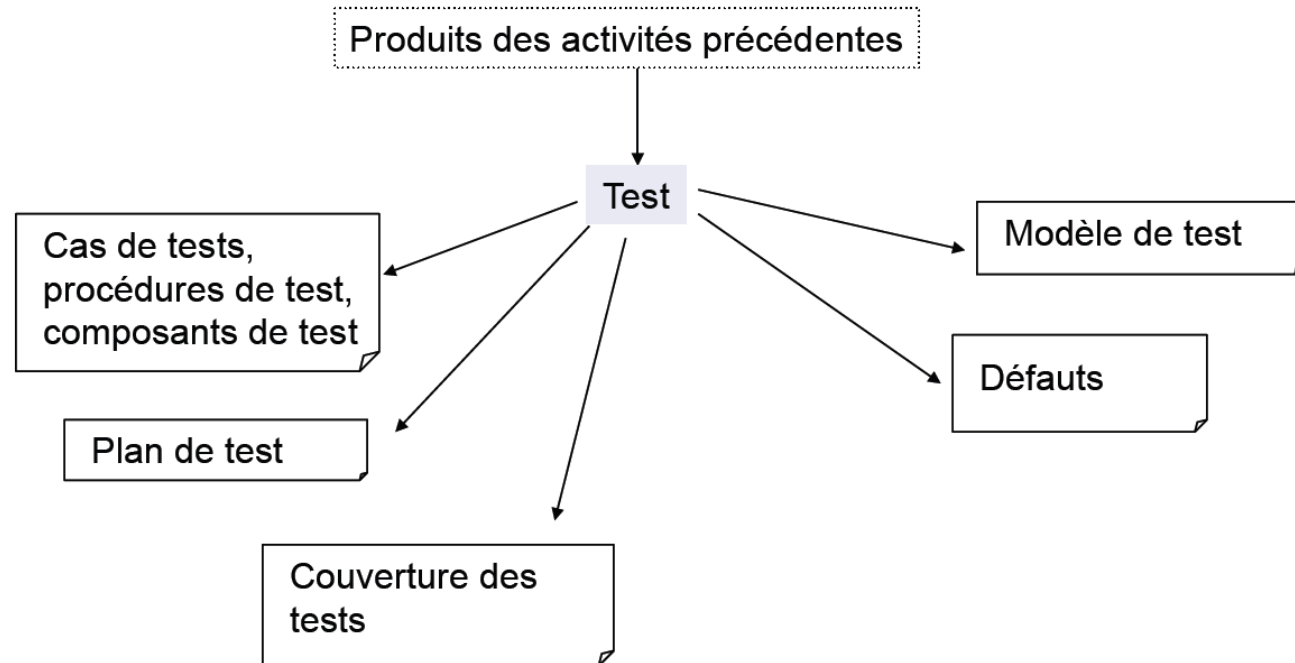 Produits des activités précédentes
Test
Cas de tests,
procédures de test,
composants de test
Modèle de test
Défauts
Plan de test
Couverture des
tests